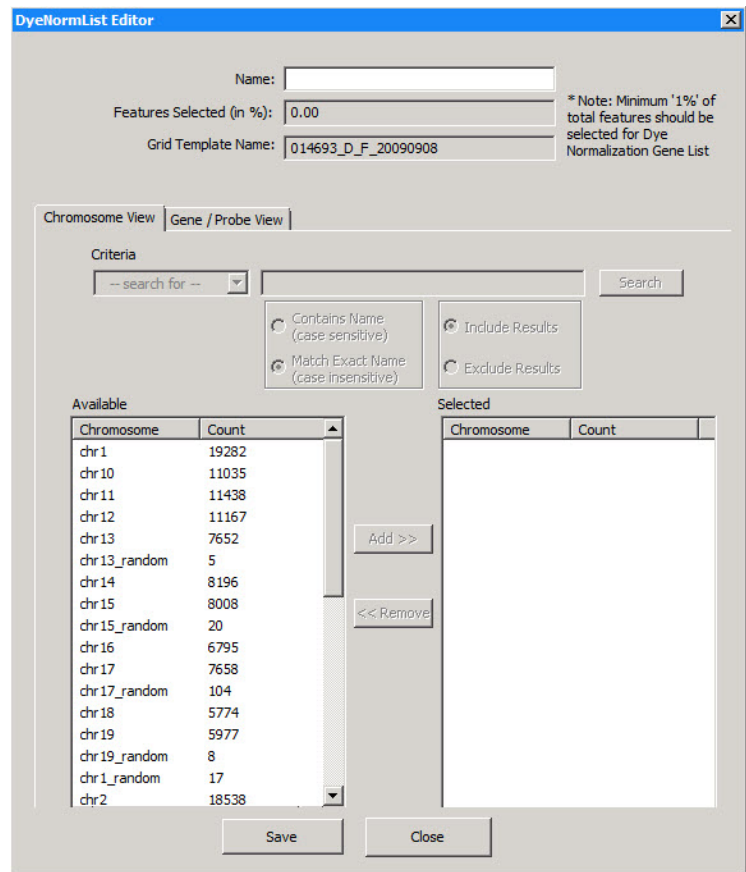 DyeNormList Editor
Name:
Features Selected (in %): 0.00
Grid Template Name: 014693_D_F_20090908
* Note: Minimum '1%' of
total features should be
selected for Dye
Normalization Gene List
Chromosome View Gene / Probe View
Criteria
-- search for -- Search
Contains Name
(case sensitive)
Match Exact Name
(case insensitive)
Include Results
Exclude Results
Available
Chromosome Count
chr1 19282
chr10 11035
chr11 11438
chr12 11167
chr13 7652
chr13_random 5
chr14 8196
chr15 8008
chr15_random 20
chr16 6795
chr17 7658
chr17_random 104
chr18 5774
chr19 5977
chr19_random 8
chr1_random 17
chr2 18538
Add >>
<< Remove
Selected
Chromosome Count
Save Close